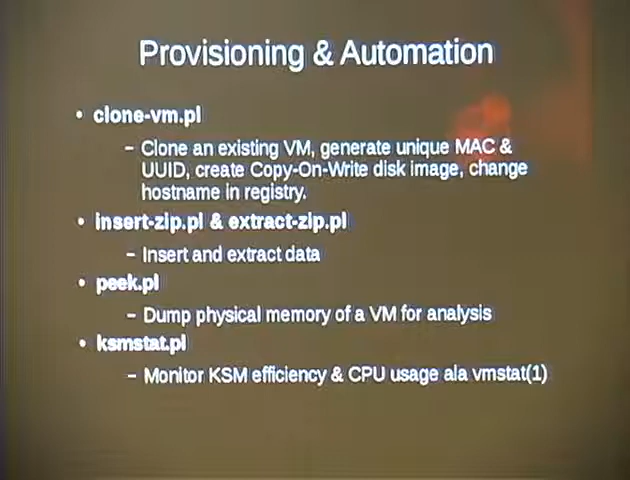 Provisioning & Automation
• clone-vm.pl
– Clone an existing VM, generate unique MAC &
UUID, create Copy-On-Write disk image, change
hostname in registry.
• insert-zip.pl & extract-zip.pl
– Insert and extract data
• peek.pl
– Dump physical memory of a VM for analysis
• ksmstat.pl
– Monitor KSM efficiency & CPU usage ala vmstat(1)